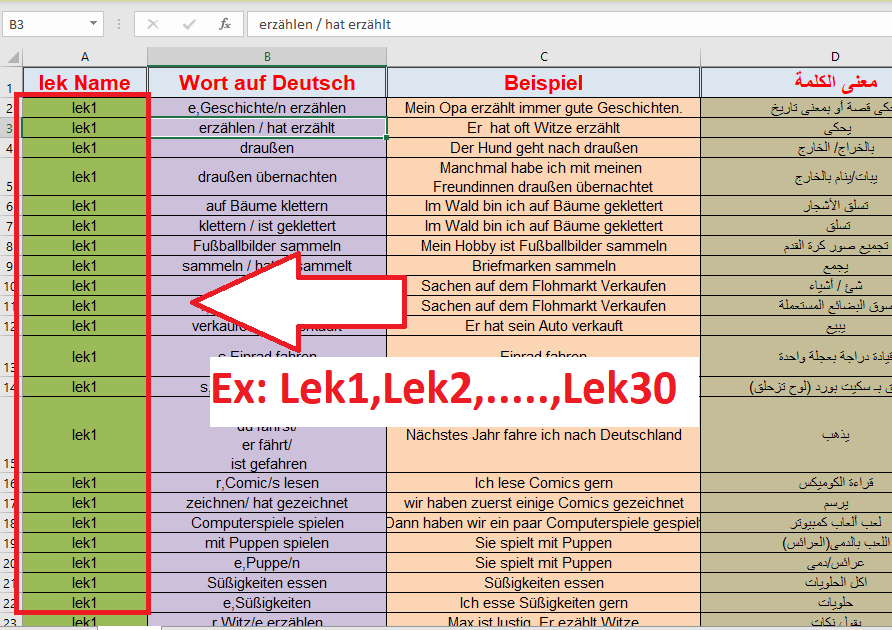 B3 fx erzählen / hat erzählt
A B C D
1 lek Name Wort auf Deutsch Beispiel معنى الكلمة
2 lek1 e,Geschichte/n erzählen Mein Opa erzählt immer gute Geschichten. يحكى قصة أو بمعنى تاريخ
3 lek1 erzählen / hat erzählt Er hat oft Witze erzählt يحكى
4 lek1 draußen Der Hund geht nach draußen بالخراج/ الخارج
Manchmal habe ich mit meinen
5 lek1 draußen übernachten Freundinnen draußen übernachtet يبات/ينام بالخارج
6 lek1 auf Bäume klettern Im Wald bin ich auf Bäume geklettert تسلق الأشجار
7 lek1 klettern / ist geklettert Im Wald bin ich auf Bäume geklettert تسلق
8 lek1 Fußballbilder sammeln Mein Hobby ist Fußballbilder sammeln تجميع صور كرة القدم
9 lek1 sammeln / sammelt Briefmarken sammeln يجمع
10 lek1 Sachen auf dem Flohmarkt Verkaufen شئ / أشياء
11 lek1 Sachen auf dem Flohmarkt Verkaufen سوق البضائع المستعملة
12 lek1 Er hat sein Auto verkauft يبيع
13 lek1 s,Einrad fahren Einrad fahren قيادة دراجة بعجلة واحدة
14 lek1 بـ سكيت بورد (لوح تزحلق)
Ex: Lek1,Lek2,.....,Lek30
du fährst/
lek1 er fährt/ Nächstes Jahr fahre ich nach Deutschland يذهب
15 ist gefahren
16 lek1 r,Comic/s lesen Ich lese Comics gern قراءة الكوميكس
17 lek1 zeichnen/ hat gezeichnet wir haben zuerst einige Comics gezeichnet يرسم
18 lek1 Computerspiele spielen Dann haben wir ein paar Computerspiele gespielt لعب ألعاب كمبيوتر
19 lek1 mit Puppen spielen Sie spielt mit Puppen اللعب بالدمى(العرائس)
20 lek1 e,Puppe/n Sie spielt mit Puppen عرائس/دمى
21 lek1 Süßigkeiten essen Süßigkeiten essen اكل الحلويات
22 lek1 e,Süßigkeiten Ich esse Süßigkeiten gern حلويات
23 lek1 r,Witz/e erzählen Max ist lustig. Er ezählt Witze يقول نكات